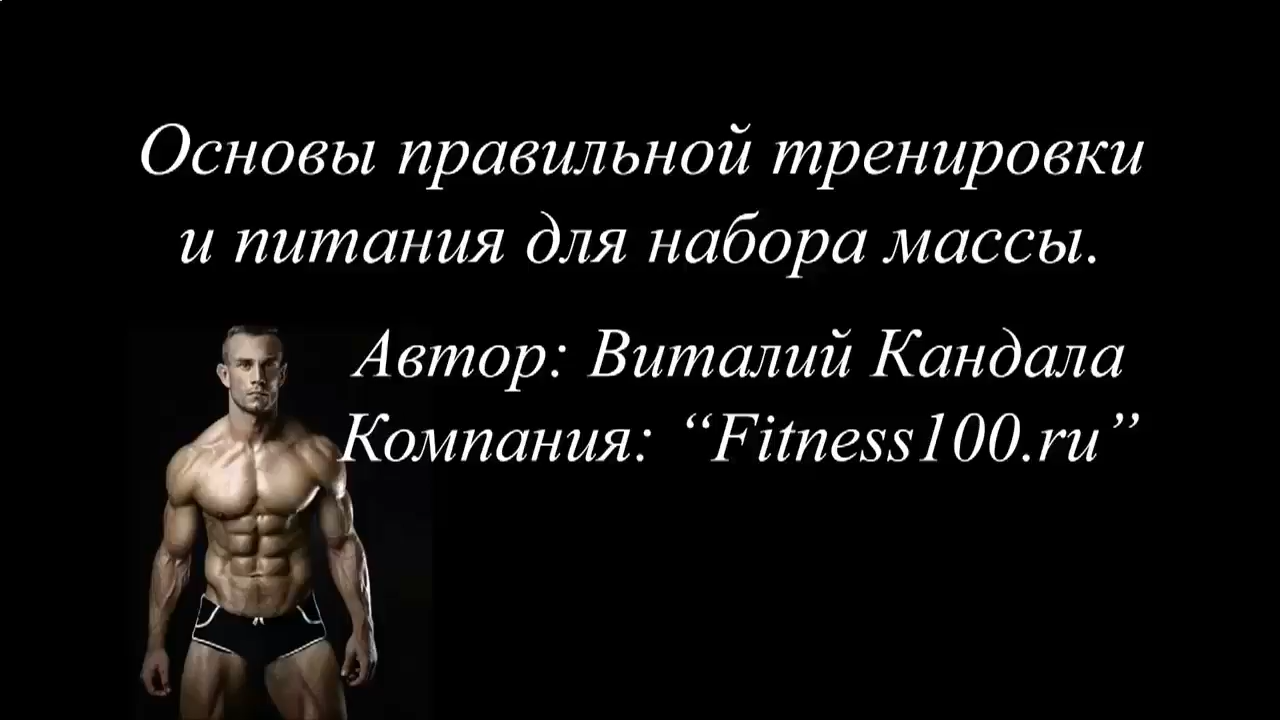 Основы правильной тренировки
и питания для набора массы.
Автор: Виталий Кандала
Компания: “Fitness100.ru”